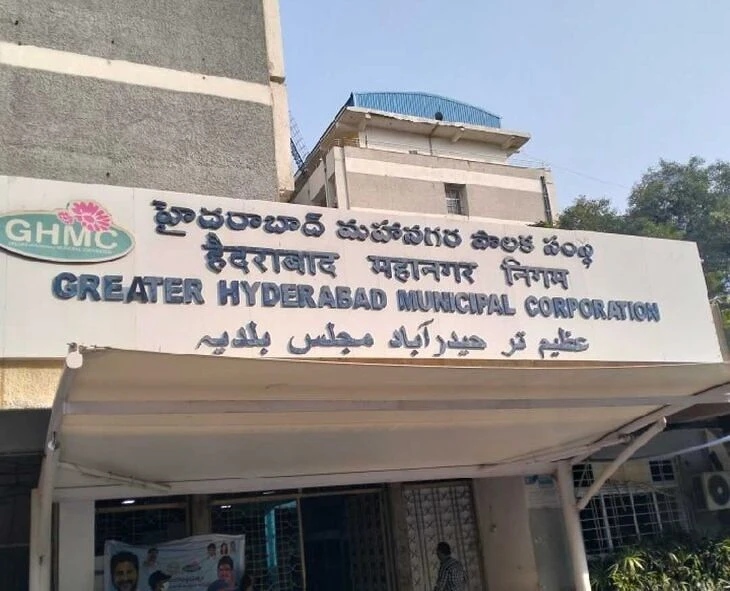 GHMC
హైదరాబాద్ మహానగర పాలక సంస్థ
हैदराबाद महानगर निगम
GREATER HYDERABAD MUNICIPAL CORPORATION
عظیم تر حیدرآباد مجلس بلدیہ